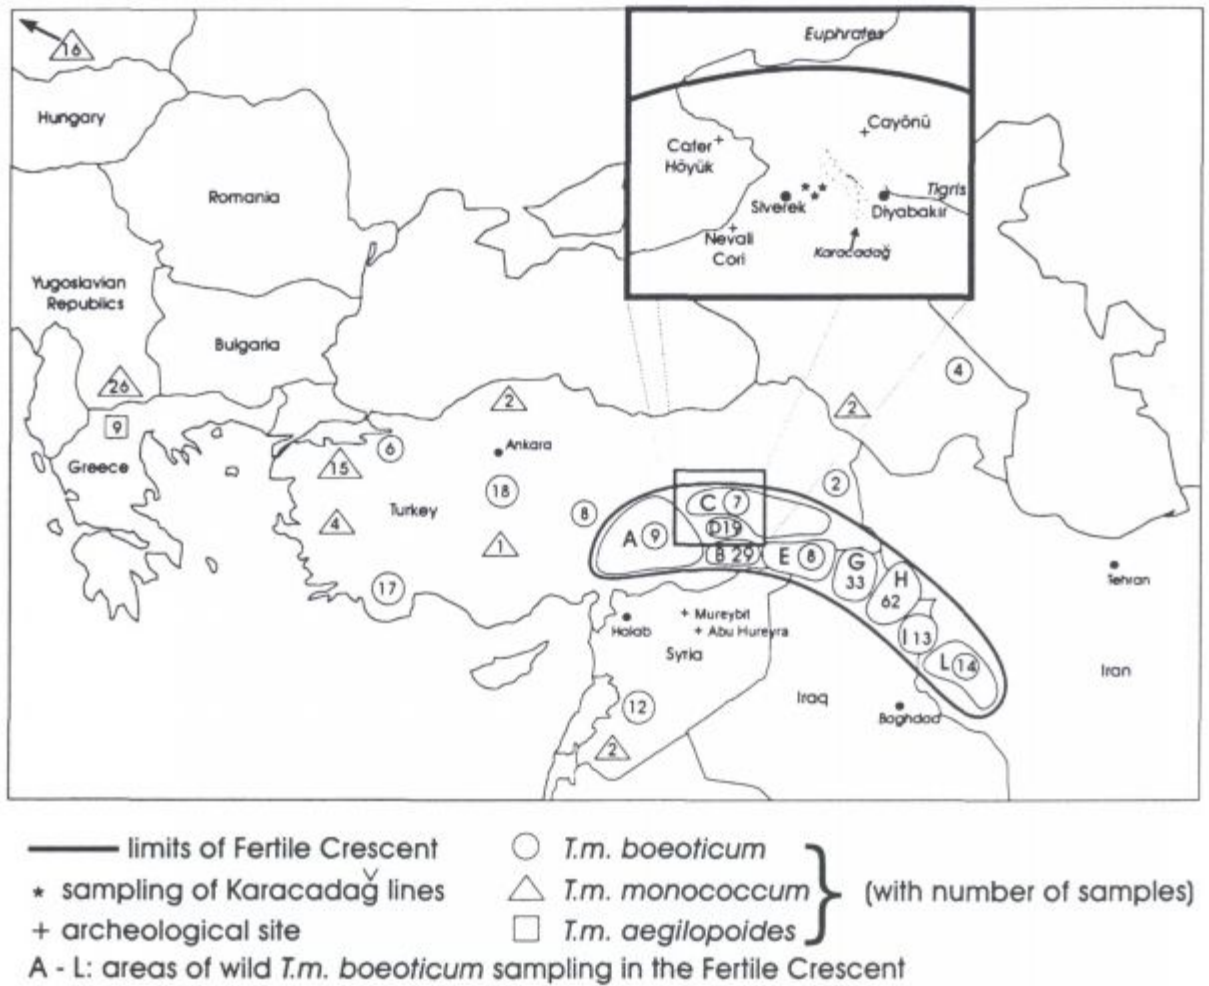 16
Hungary
Romania
Yugoslavian
Republics
Bulgaria
26
9
Greece
Euphrates
Cayönü
Cafer
Höyük
Tigris
Siverek
Diyabakır
Nevali
Cori
Karacadağ
4
2
2
6
Ankara
15
18
Turkey
4
1
8
17
2
C 7
D 19
A 9
B 29
E 8
G
33
H
62
I 13
L 14
Tehran
Halab
+ Mureybit
+ Abu Hureyra
Syria
Iraq
Iran
Baghdad
12
2
limits of Fertile Crescent
* sampling of Karacadağ lines
+ archeological site
T.m. boeoticum
T.m. monococcum
T.m. aegilopoides
(with number of samples)
A - L: areas of wild T.m. boeoticum sampling in the Fertile Crescent